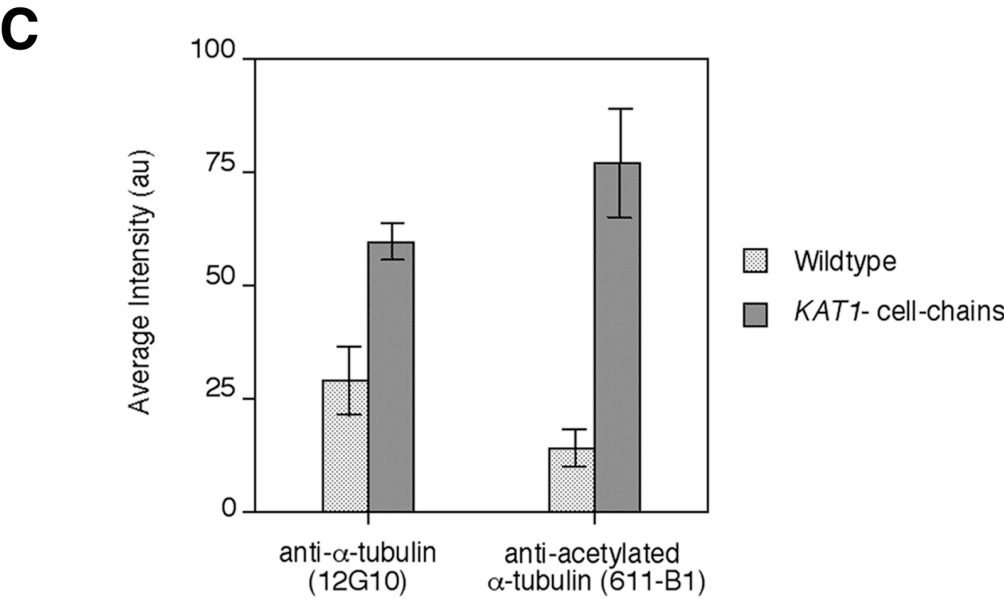 C
100
75
50
25
0
Average Intensity (au)
anti-α-tubulin
(12G10)
anti-acetylated
α-tubulin (611-B1)
Wildtype
KAT1- cell-chains